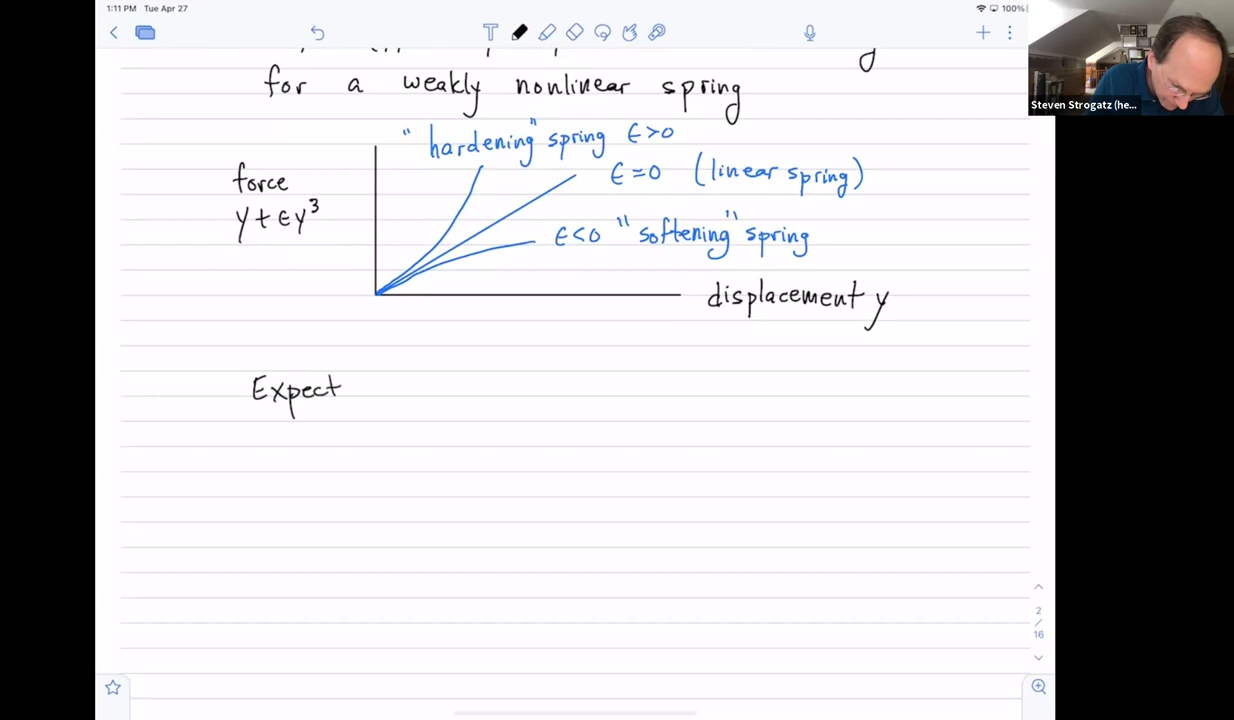 1:11 PM Tue Apr 27
100%
for a weakly nonlinear spring
"hardening" spring ϵ>0
force
y + ϵy³
ϵ=0 (linear spring)
ϵ<0 "softening" spring
displacement y
Expect
2
/
16
Steven Strogatz (he...